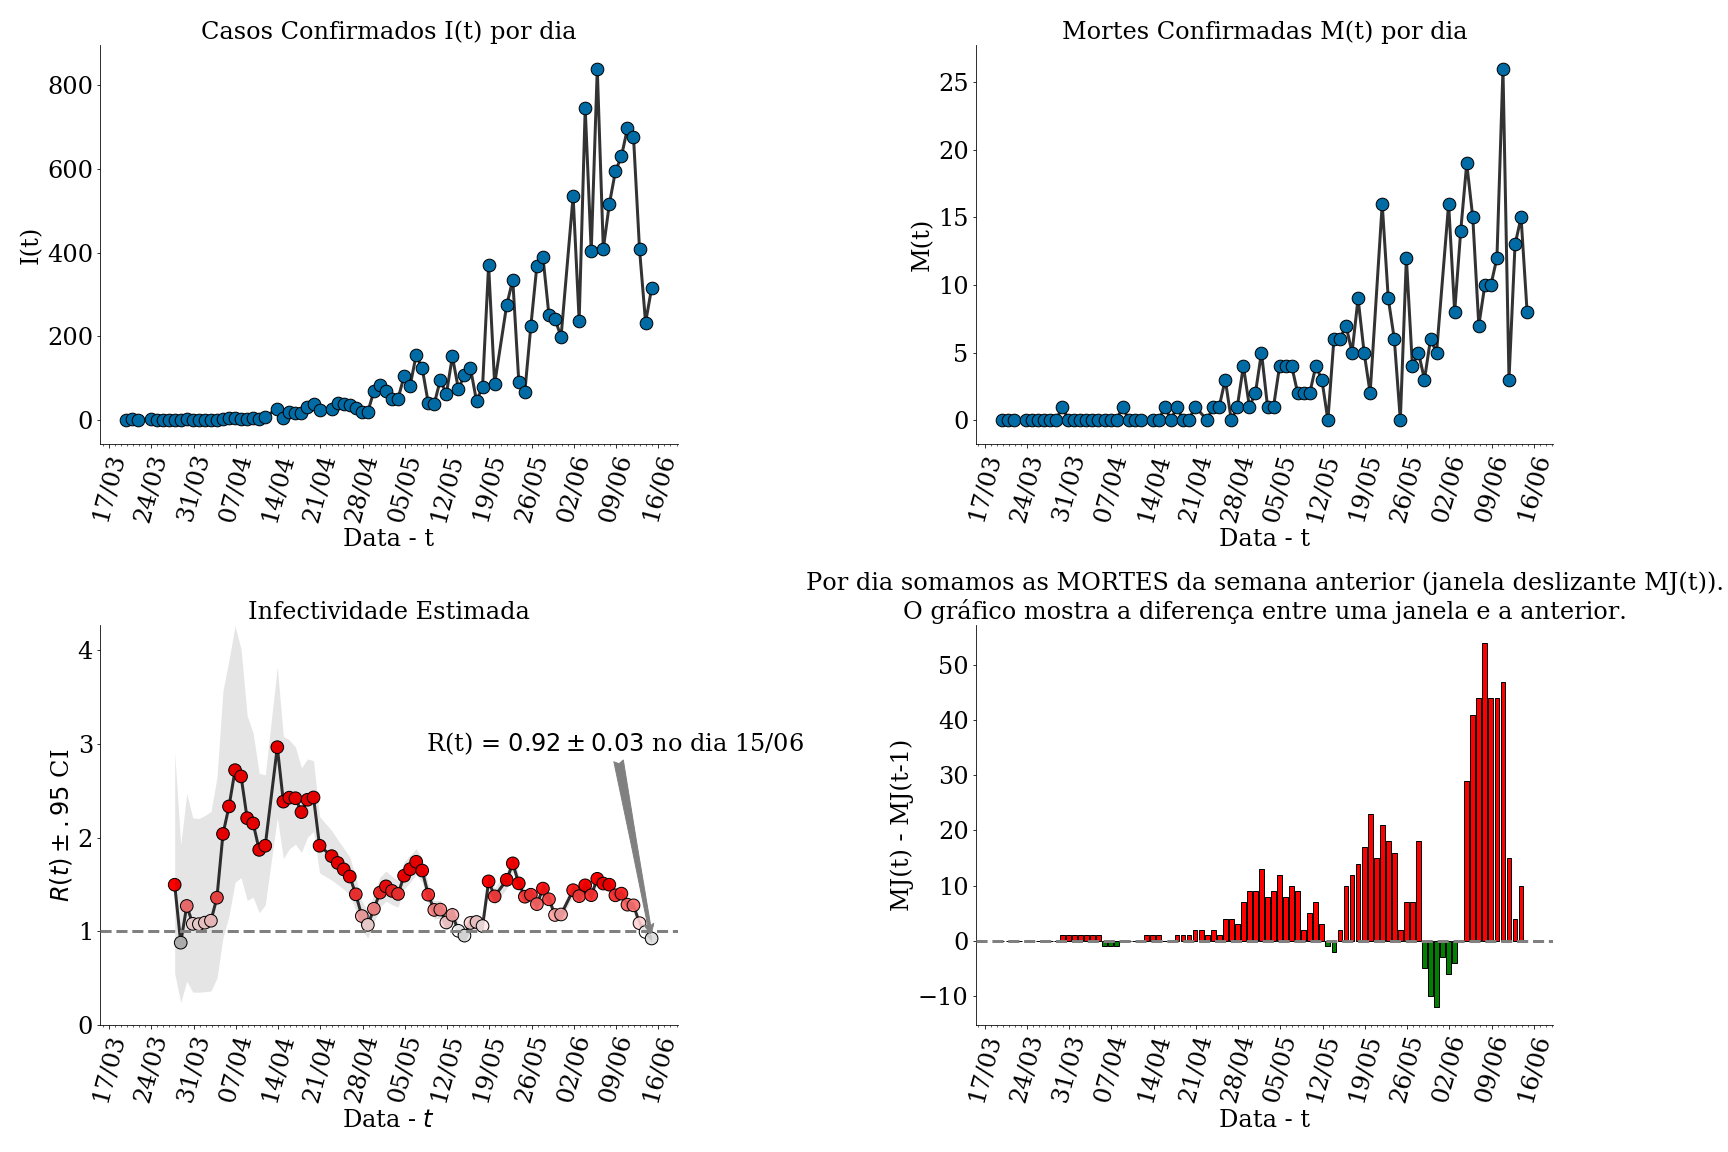 Casos Confirmados I(t) por dia
I(t)
800
600
400
200
0
17/03 24/03 31/03 07/04 14/04 21/04 28/04 05/05 12/05 19/05 26/05 02/06 09/06 16/06
Data - t
Mortes Confirmadas M(t) por dia
M(t)
25
20
15
10
5
0
17/03 24/03 31/03 07/04 14/04 21/04 28/04 05/05 12/05 19/05 26/05 02/06 09/06 16/06
Data - t
Infectividade Estimada
R(t) ± .95 CI
4
3
2
1
0
R(t) = 0.92 ± 0.03 no dia 15/06
17/03 24/03 31/03 07/04 14/04 21/04 28/04 05/05 12/05 19/05 26/05 02/06 09/06 16/06
Data - t
Por dia somamos as MORTES da semana anterior (janela deslizante MJ(t)).
O gráfico mostra a diferença entre uma janela e a anterior.
MJ(t) - MJ(t-1)
50
40
30
20
10
0
−10
17/03 24/03 31/03 07/04 14/04 21/04 28/04 05/05 12/05 19/05 26/05 02/06 09/06 16/06
Data - t